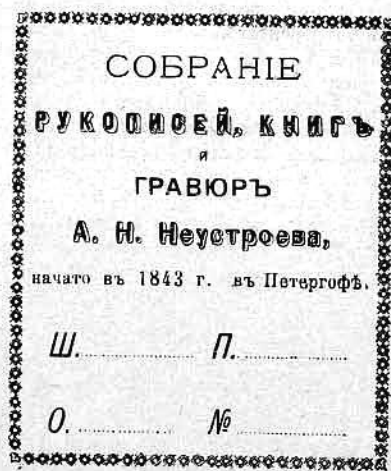 СОБРАНІЕ
РУКОПИСЕЙ, КНИГЪ
и
ГРАВЮРЪ
А. Н. Неустроева,
начато въ 1843 г. въ Петергофѣ.
Ш. .................... П. ....................
О. .................... № ....................